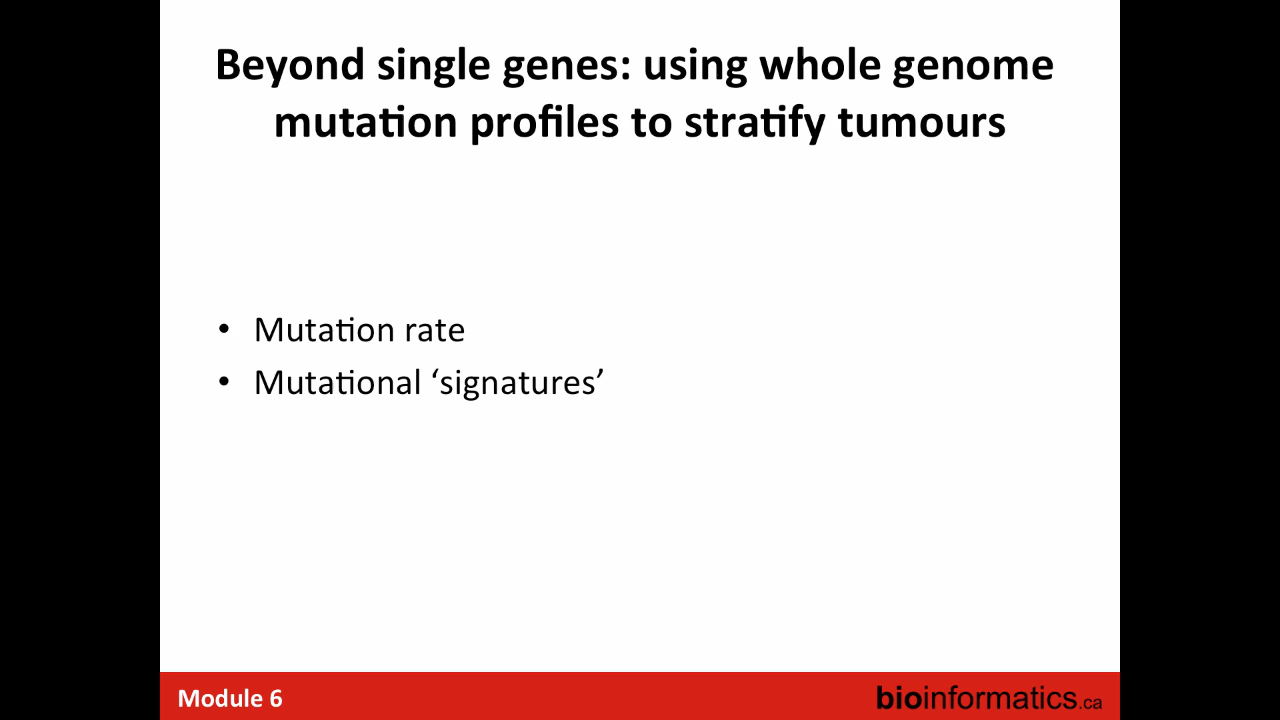 Beyond single genes: using whole genome
mutation profiles to stratify tumours
• Mutation rate
• Mutational ‘signatures’
Module 6
bioinformatics.ca